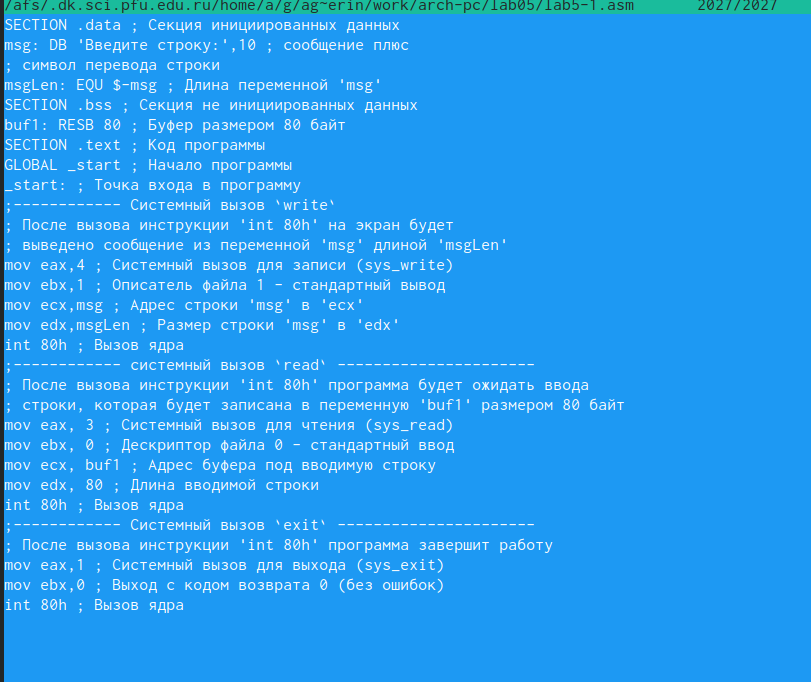 /afs/.dk.sci.pfu.edu.ru/home/a/g/ag~erin/work/arch-pc/lab05/lab5-1.asm 2027/2027
SECTION .data ; Секция инициированных данных
msg: DB 'Введите строку:',10 ; сообщение плюс
; символ перевода строки
msgLen: EQU $-msg ; Длина переменной 'msg'
SECTION .bss ; Секция не инициированных данных
buf1: RESB 80 ; Буфер размером 80 байт
SECTION .text ; Код программы
GLOBAL _start ; Начало программы
_start: ; Точка входа в программу
;------------ Системный вызов `write`
; После вызова инструкции 'int 80h' на экран будет
; выведено сообщение из переменной 'msg' длиной 'msgLen'
mov eax,4 ; Системный вызов для записи (sys_write)
mov ebx,1 ; Описатель файла 1 - стандартный вывод
mov ecx,msg ; Адрес строки 'msg' в 'ecx'
mov edx,msgLen ; Размер строки 'msg' в 'edx'
int 80h ; Вызов ядра
;------------ системный вызов `read` ----------------------
; После вызова инструкции 'int 80h' программа будет ожидать ввода
; строки, которая будет записана в переменную 'buf1' размером 80 байт
mov eax, 3 ; Системный вызов для чтения (sys_read)
mov ebx, 0 ; Дескриптор файла 0 - стандартный ввод
mov ecx, buf1 ; Адрес буфера под вводимую строку
mov edx, 80 ; Длина вводимой строки
int 80h ; Вызов ядра
;------------ Системный вызов `exit` ----------------------
; После вызова инструкции 'int 80h' программа завершит работу
mov eax,1 ; Системный вызов для выхода (sys_exit)
mov ebx,0 ; Выход с кодом возврата 0 (без ошибок)
int 80h ; Вызов ядра